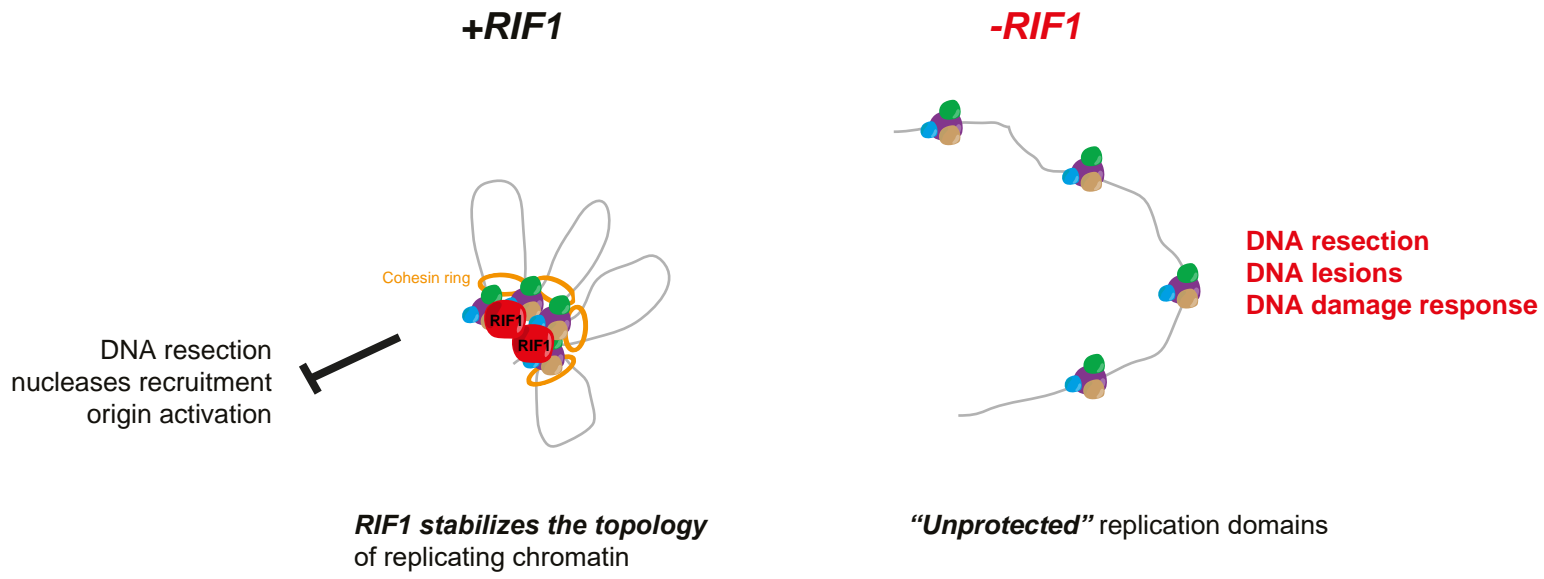 +RIF1
-RIF1
Cohesin ring
RIF1
RIF1
DNA resection
nucleases recruitment
origin activation
DNA resection
DNA lesions
DNA damage response
RIF1 stabilizes the topology
of replicating chromatin
“Unprotected” replication domains